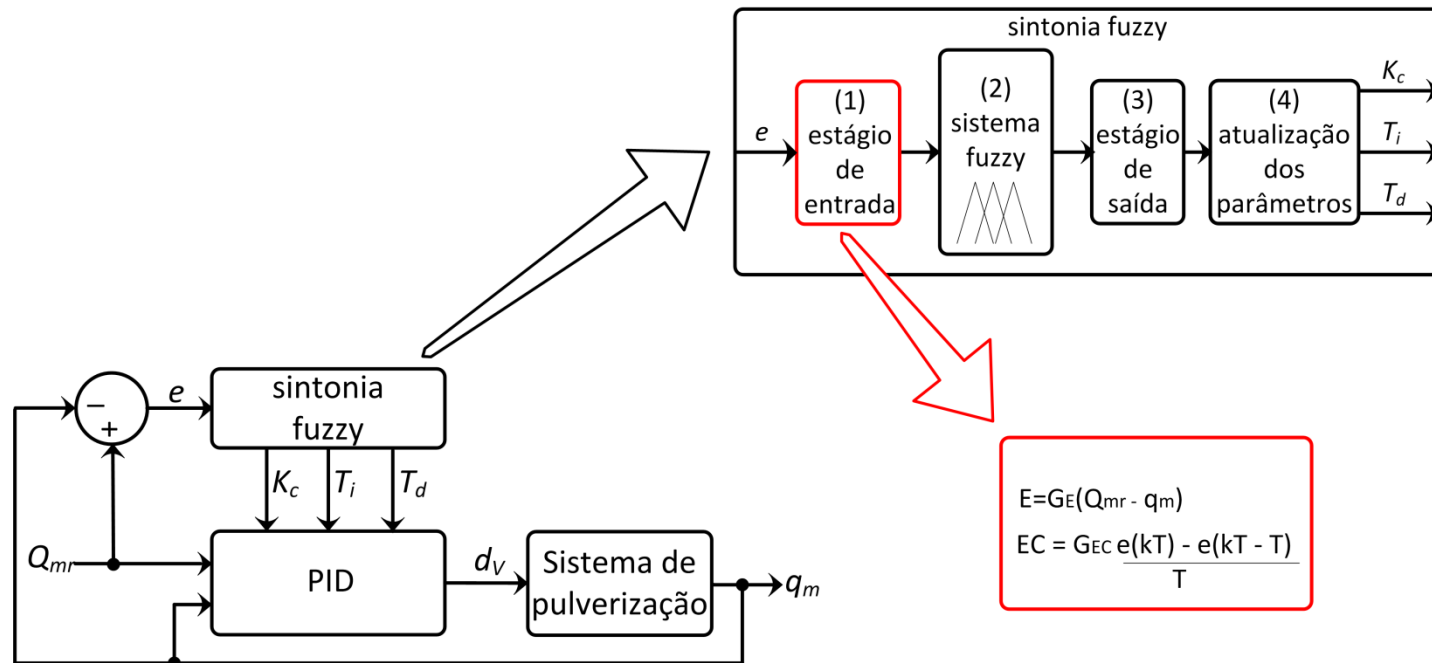 sintonia fuzzy
e
(1)
estágio
de
entrada
(2)
sistema
fuzzy
(3)
estágio
de
saída
(4)
atualização
dos
parâmetros
Kc
Ti
Td
−
+
e
sintonia
fuzzy
Kc
Ti
Td
Qmr
PID
dV
Sistema de
pulverização
qm
E=GE(Qmr - qm)
EC = GEC e(kT) - e(kT - T)
T